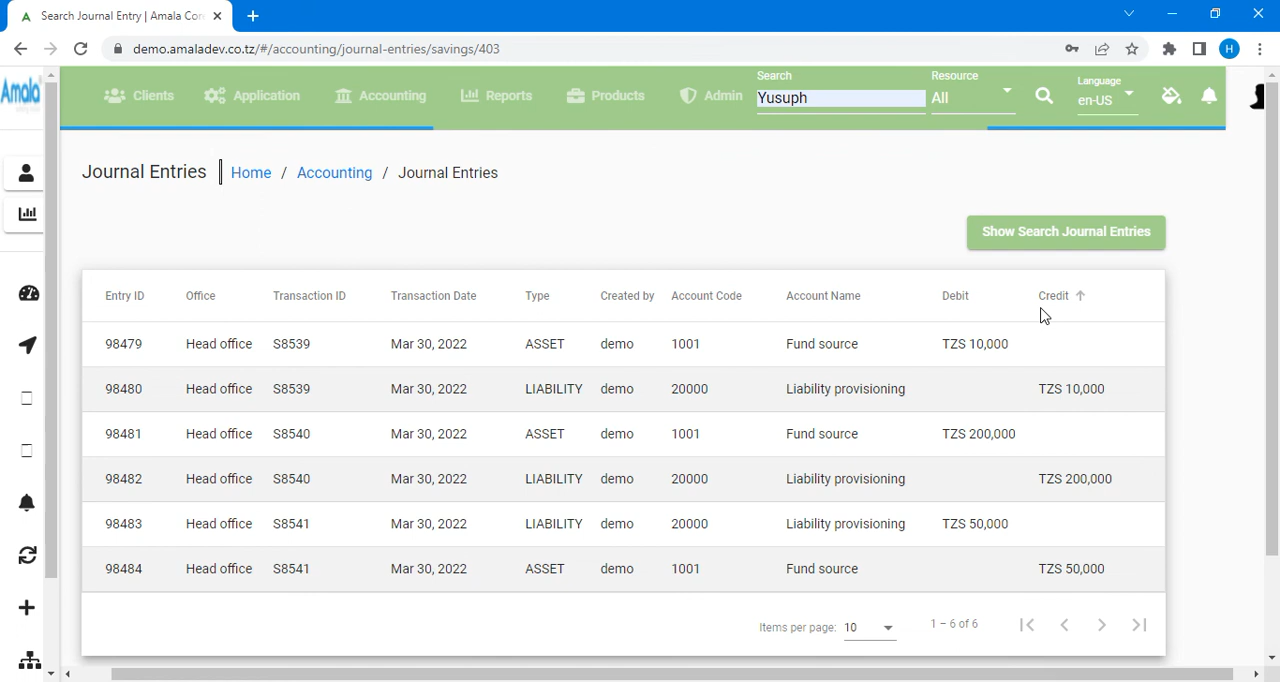 Search Journal Entry | Amala Cor
demo.amaladev.co.tz/#/accounting/journal-entries/savings/403
H
Amala
Clients
Application
Accounting
Reports
Products
Admin
Search
Yusuph
Resource
All
Language
en-US
Journal Entries
Home / Accounting / Journal Entries
Show Search Journal Entries
Entry ID Office Transaction ID Transaction Date Type Created by Account Code Account Name Debit Credit
98479 Head office S8539 Mar 30, 2022 ASSET demo 1001 Fund source TZS 10,000
98480 Head office S8539 Mar 30, 2022 LIABILITY demo 20000 Liability provisioning TZS 10,000
98481 Head office S8540 Mar 30, 2022 ASSET demo 1001 Fund source TZS 200,000
98482 Head office S8540 Mar 30, 2022 LIABILITY demo 20000 Liability provisioning TZS 200,000
98483 Head office S8541 Mar 30, 2022 LIABILITY demo 20000 Liability provisioning TZS 50,000
98484 Head office S8541 Mar 30, 2022 ASSET demo 1001 Fund source TZS 50,000
Items per page: 10 1 – 6 of 6